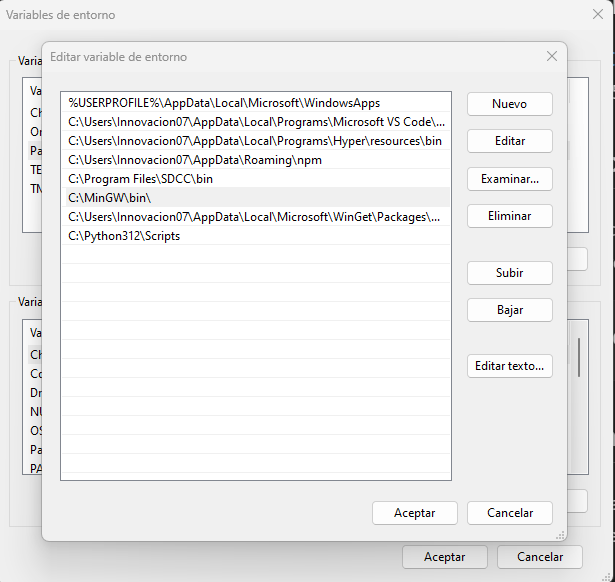 Variables de entorno
Editar variable de entorno
%USERPROFILE%\AppData\Local\Microsoft\WindowsApps
C:\Users\Innovacion07\AppData\Local\Programs\Microsoft VS Code\...
C:\Users\Innovacion07\AppData\Local\Programs\Hyper\resources\bin
C:\Users\Innovacion07\AppData\Roaming\npm
C:\Program Files\SDCC\bin
C:\MinGW\bin\
C:\Users\Innovacion07\AppData\Local\Microsoft\WinGet\Packages\...
C:\Python312\Scripts
Nuevo
Editar
Examinar...
Eliminar
Subir
Bajar
Editar texto...
Aceptar
Cancelar
Varia
Va
Ch
On
Pa
TE
TN
Varia
Va
Ch
Co
Dr
NU
OS
Pa
PA
Aceptar
Cancelar